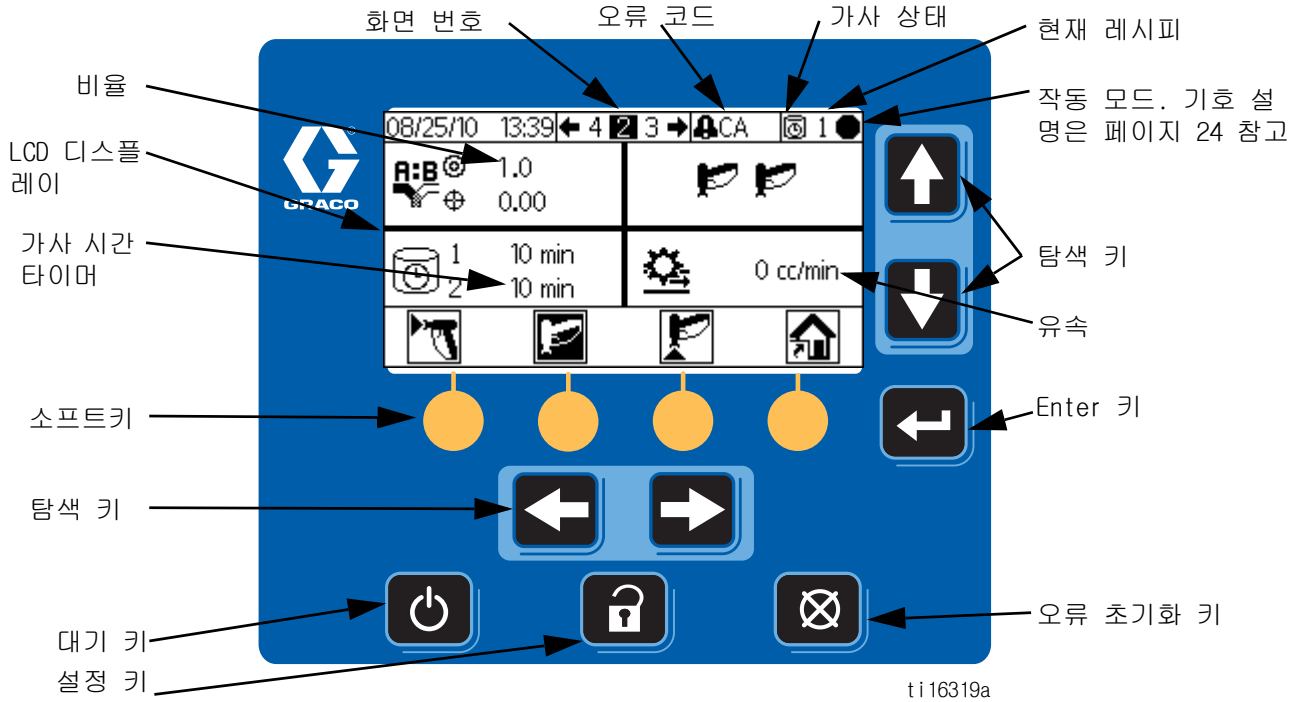 화면 번호
오류 코드
가사 상태
현재 레시피
비율
작동 모드. 기호 설
명은 페이지 24 참고
08/25/10 13:39 4 2 3 CA 1
GRACO
LCD 디스플
레이
A:B 1.0
0.00
가사 시간
타이머
1 10 min
2 10 min
0 cc/min
탐색 키
유속
소프트키
Enter 키
탐색 키
대기 키
설정 키
오류 초기화 키
ti16319a